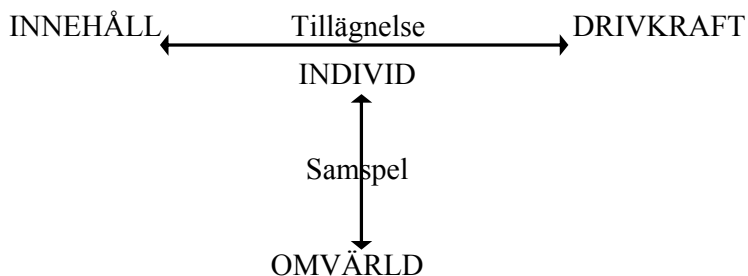 INNEHÅLL Tillägnelse DRIVKRAFT
INDIVID
Samspel
OMVÄRLD